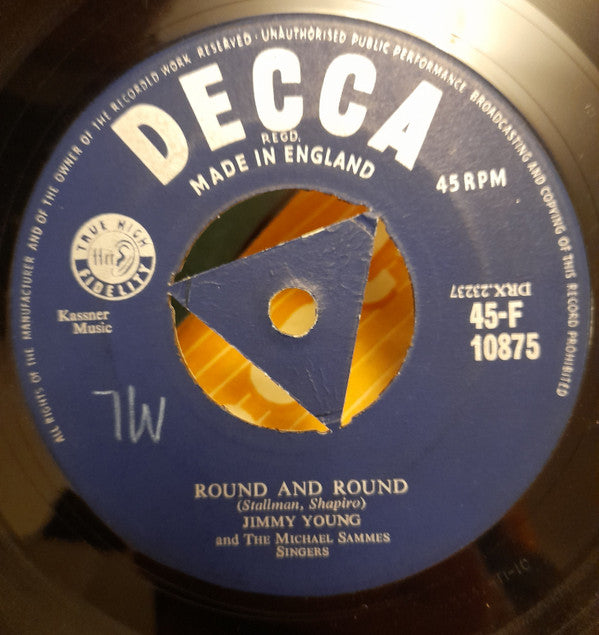 ALL RIGHTS OF THE MANUFACTURER AND OF THE OWNER OF THE RECORDED WORK RESERVED · UNAUTHORISED PUBLIC PERFORMANCE BROADCASTING AND COPYING OF THIS RECORD PROHIBITED
DECCA
REGD.
MADE IN ENGLAND
45 RPM
TRUE HIGH
ffrr
FIDELITY
Kassner
Music
DRX.23237
45-F
10875
ROUND AND ROUND
(Stallman, Shapiro)
JIMMY YOUNG
and THE MICHAEL SAMMES
SINGERS